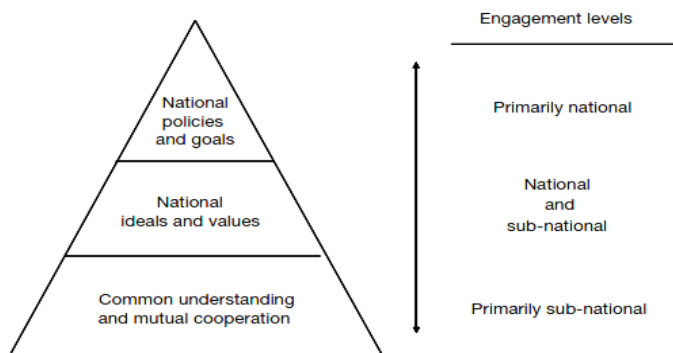 Engagement levels
National
policies
and goals
Primarily national
National
ideals and values
National
and
sub-national
Common understanding
and mutual cooperation
Primarily sub-national